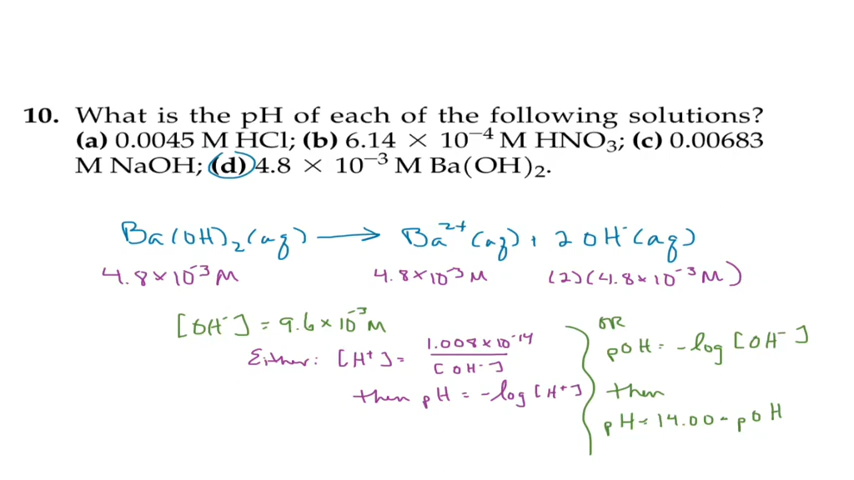 10. What is the pH of each of the following solutions?
(a) 0.0045 M HCl; (b) 6.14 × 10⁻⁴ M HNO₃; (c) 0.00683
M NaOH; (d) 4.8 × 10⁻³ M Ba(OH)₂.
Ba(OH)₂(aq) ⟶ Ba²⁺(aq) + 2 OH⁻(aq)
4.8 × 10⁻³ M 4.8 × 10⁻³ M (2)(4.8 × 10⁻³ M)
[OH⁻] = 9.6 × 10⁻³ M
Either: [H⁺] = 1.008 × 10⁻¹⁴ / [OH⁻]
then pH = -log [H⁺]
OR
pOH = -log [OH⁻]
then
pH = 14.00 - pOH